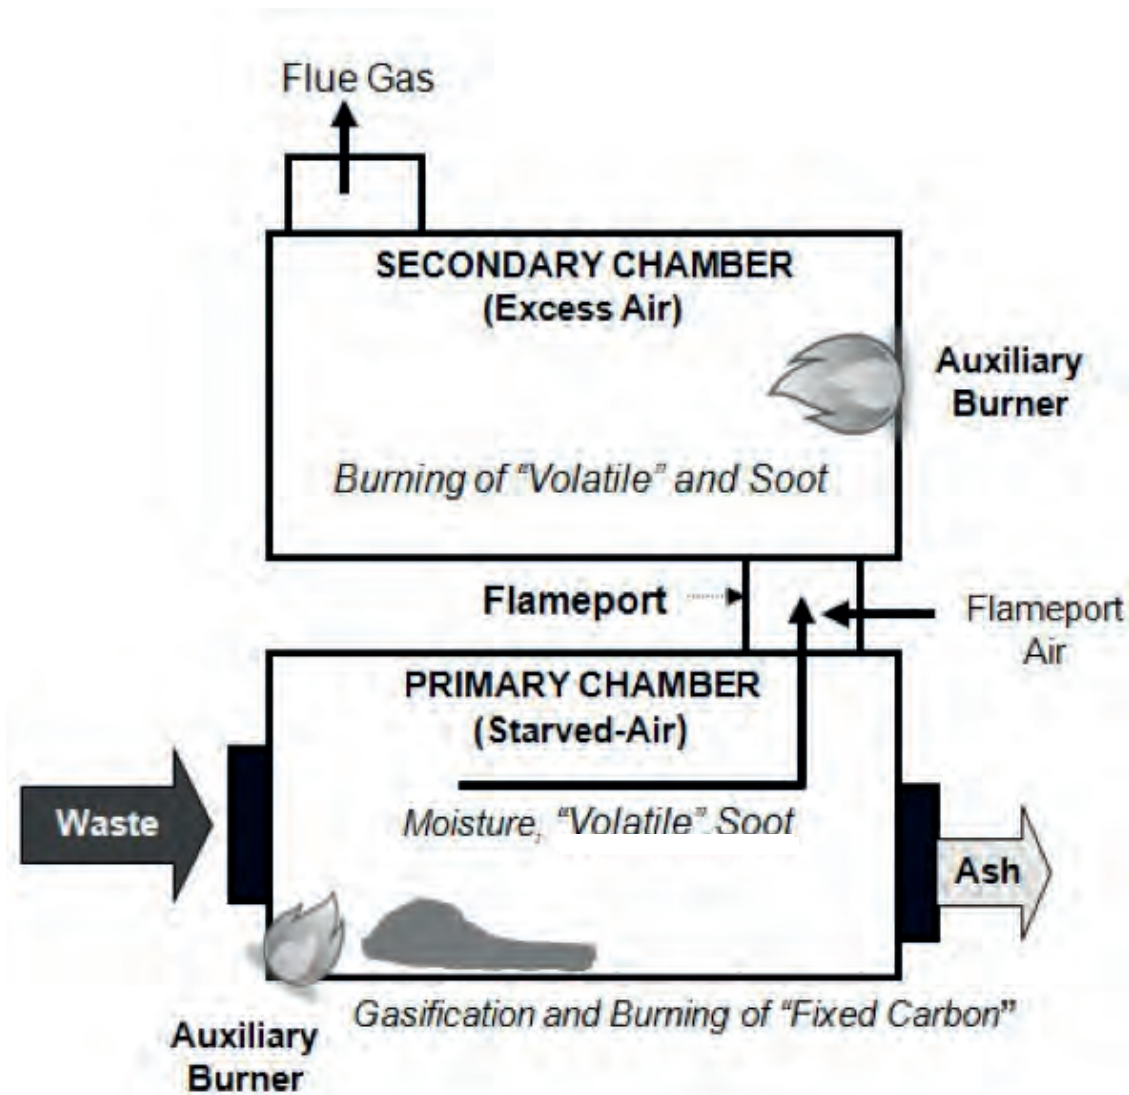 Flue Gas
SECONDARY CHAMBER
(Excess Air)
Auxiliary
Burner
Burning of “Volatile” and Soot
Flameport
Flameport
Air
PRIMARY CHAMBER
(Starved-Air)
Waste
Moisture, “Volatile”, Soot
Ash
Gasification and Burning of “Fixed Carbon”
Auxiliary
Burner